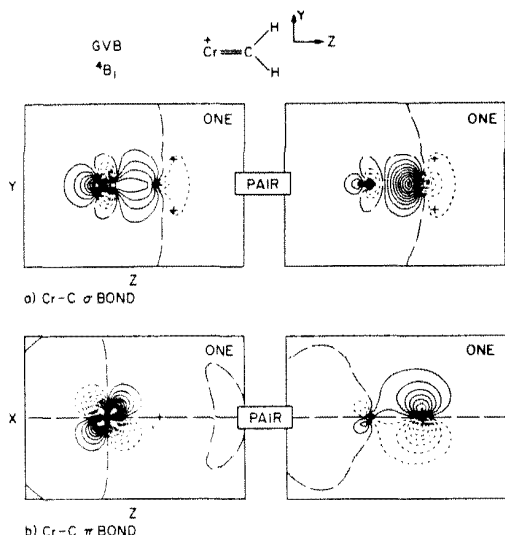 GVB
⁴B₁
+
Cr═C
H
H
Y
Z
ONE
ONE
Y
PAIR
Z
a) Cr-C σ BOND
ONE
ONE
X
PAIR
Z
b) Cr-C π BOND